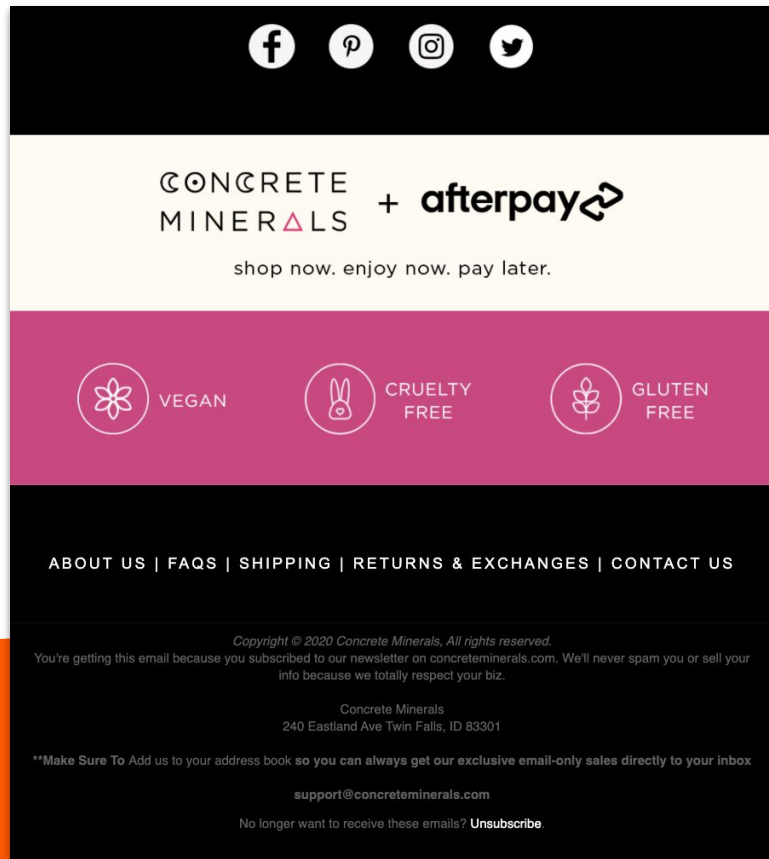 CONCRETE
MINERALS
+ afterpay
shop now. enjoy now. pay later.
VEGAN
CRUELTY
FREE
GLUTEN
FREE
ABOUT US | FAQS | SHIPPING | RETURNS & EXCHANGES | CONTACT US
Copyright © 2020 Concrete Minerals, All rights reserved.
You're getting this email because you subscribed to our newsletter on concreteminerals.com. We'll never spam you or sell your
info because we totally respect your biz.
Concrete Minerals
240 Eastland Ave Twin Falls, ID 83301
**Make Sure To Add us to your address book so you can always get our exclusive email-only sales directly to your inbox
support@concreteminerals.com
No longer want to receive these emails? Unsubscribe.